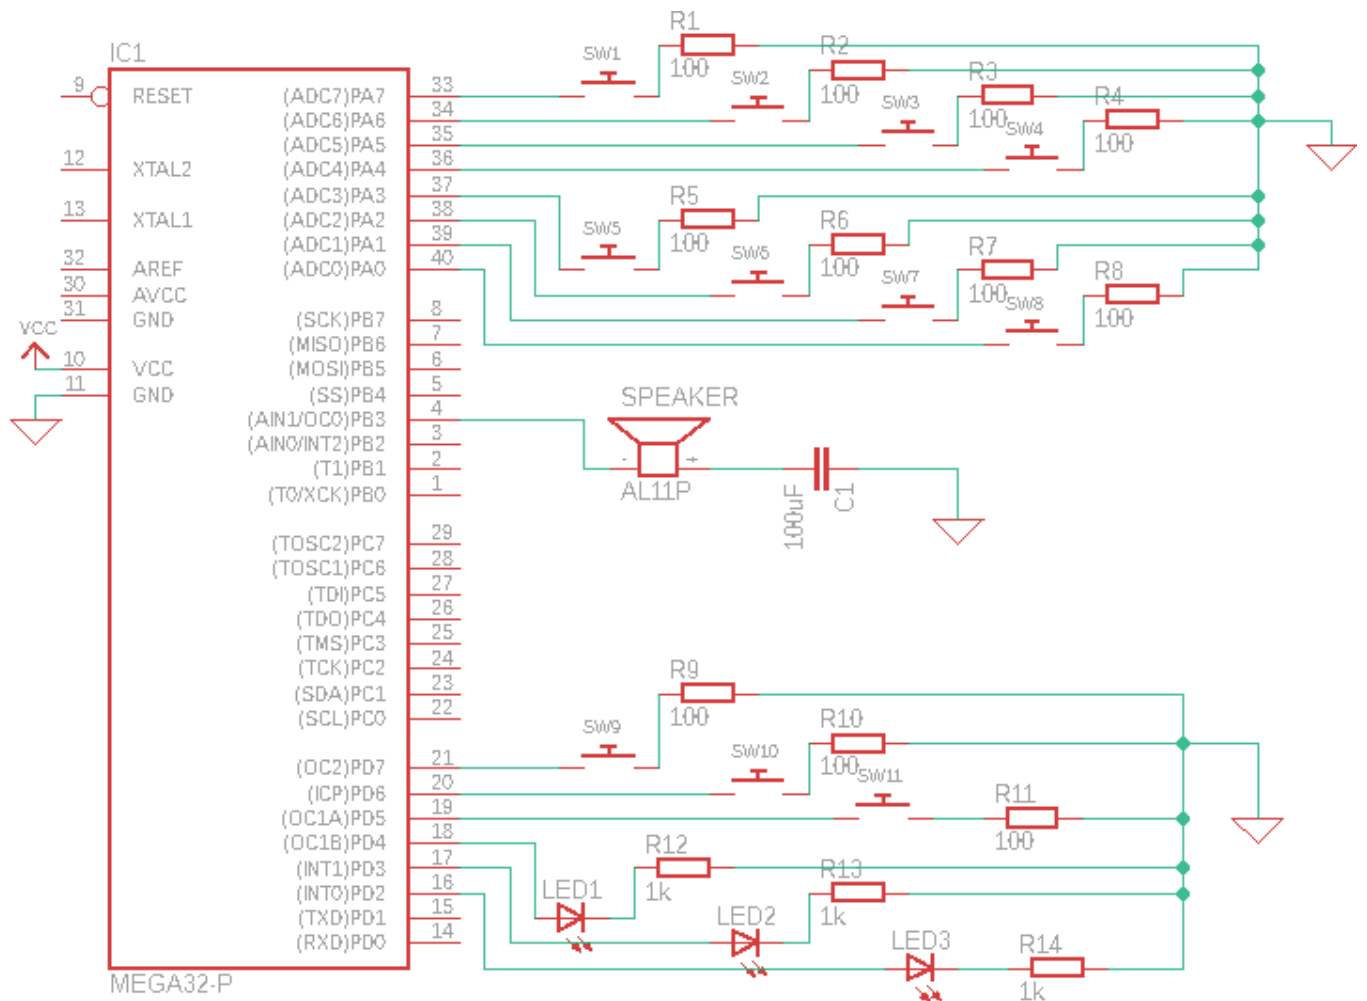 IC1
9 RESET
12 XTAL2
13 XTAL1
32 AREF
30 AVCC
31 GND
VCC
10 VCC
11 GND
(ADC7)PA7 33
(ADC6)PA6 34
(ADC5)PA5 35
(ADC4)PA4 36
(ADC3)PA3 37
(ADC2)PA2 38
(ADC1)PA1 39
(ADC0)PA0 40
(SCK)PB7 8
(MISO)PB6 7
(MOSI)PB5 6
(SS)PB4 5
(AIN1/OC0)PB3 4
(AIN0/INT2)PB2 3
(T1)PB1 2
(T0/XCK)PB0 1
(TOSC2)PC7 29
(TOSC1)PC6 28
(TDI)PC5 27
(TDO)PC4 26
(TMS)PC3 25
(TCK)PC2 24
(SDA)PC1 23
(SCL)PC0 22
(OC2)PD7 21
(ICP)PD6 20
(OC1A)PD5 19
(OC1B)PD4 18
(INT1)PD3 17
(INT0)PD2 16
(TXD)PD1 15
(RXD)PD0 14
MEGA32-P
SW1
R1
100
SW2
R2
100
SW3
R3
100
SW4
R4
100
SW5
R5
100
SW6
R6
100
SW7
R7
100
SW8
R8
100
SPEAKER
- +
AL11P
100uF
C1
SW9
R9
100
SW10
R10
100
SW11
R11
100
LED1
R12
1k
LED2
R13
1k
LED3
R14
1k